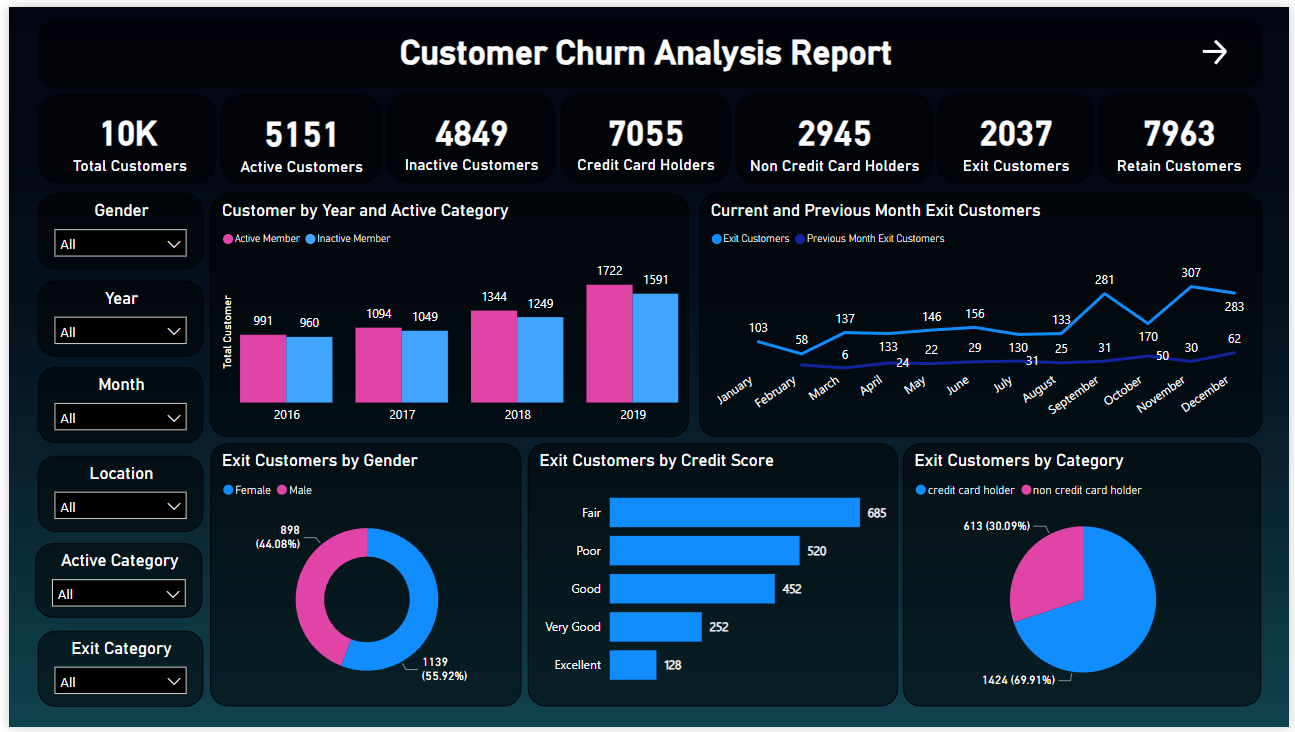 Customer Churn Analysis Report
10K
Total Customers
5151
Active Customers
4849
Inactive Customers
7055
Credit Card Holders
2945
Non Credit Card Holders
2037
Exit Customers
7963
Retain Customers
Gender
All
Year
All
Month
All
Location
All
Active Category
All
Exit Category
All
Customer by Year and Active Category
Active Member Inactive Member
Total Customer
991 960 1094 1049 1344 1249 1722 1591
2016 2017 2018 2019
Current and Previous Month Exit Customers
Exit Customers Previous Month Exit Customers
103 58 137 133 146 156 130 133 281 170 307 283
6 24 22 29 31 25 31 50 30 62
January February March April May June July August September October November December
Exit Customers by Gender
Female Male
898
(44.08%)
1139
(55.92%)
Exit Customers by Credit Score
Fair 685
Poor 520
Good 452
Very Good 252
Excellent 128
Exit Customers by Category
credit card holder non credit card holder
613 (30.09%)
1424 (69.91%)